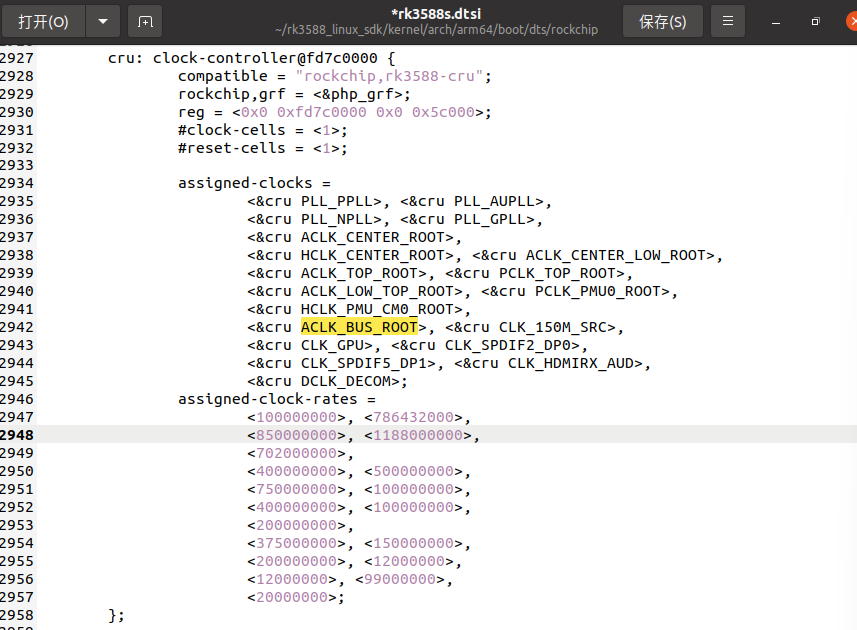 打开(O)
*rk3588s.dtsi
~/rk3588_linux_sdk/kernel/arch/arm64/boot/dts/rockchip
保存(S)
2927 cru: clock-controller@fd7c0000 {
2928 compatible = "rockchip,rk3588-cru";
2929 rockchip,grf = <&php_grf>;
2930 reg = <0x0 0xfd7c0000 0x0 0x5c000>;
2931 #clock-cells = <1>;
2932 #reset-cells = <1>;
2933
2934 assigned-clocks =
2935 <&cru PLL_PPLL>, <&cru PLL_AUPLL>,
2936 <&cru PLL_NPLL>, <&cru PLL_GPLL>,
2937 <&cru ACLK_CENTER_ROOT>,
2938 <&cru HCLK_CENTER_ROOT>, <&cru ACLK_CENTER_LOW_ROOT>,
2939 <&cru ACLK_TOP_ROOT>, <&cru PCLK_TOP_ROOT>,
2940 <&cru ACLK_LOW_TOP_ROOT>, <&cru PCLK_PMU0_ROOT>,
2941 <&cru HCLK_PMU_CM0_ROOT>,
2942 <&cru ACLK_BUS_ROOT>, <&cru CLK_150M_SRC>,
2943 <&cru CLK_GPU>, <&cru CLK_SPDIF2_DP0>,
2944 <&cru CLK_SPDIF5_DP1>, <&cru CLK_HDMIRX_AUD>,
2945 <&cru DCLK_DECOM>;
2946 assigned-clock-rates =
2947 <100000000>, <786432000>,
2948 <850000000>, <1188000000>,
2949 <702000000>,
2950 <400000000>, <500000000>,
2951 <750000000>, <100000000>,
2952 <400000000>, <100000000>,
2953 <200000000>,
2954 <375000000>, <150000000>,
2955 <200000000>, <12000000>,
2956 <12000000>, <99000000>,
2957 <20000000>;
2958 };